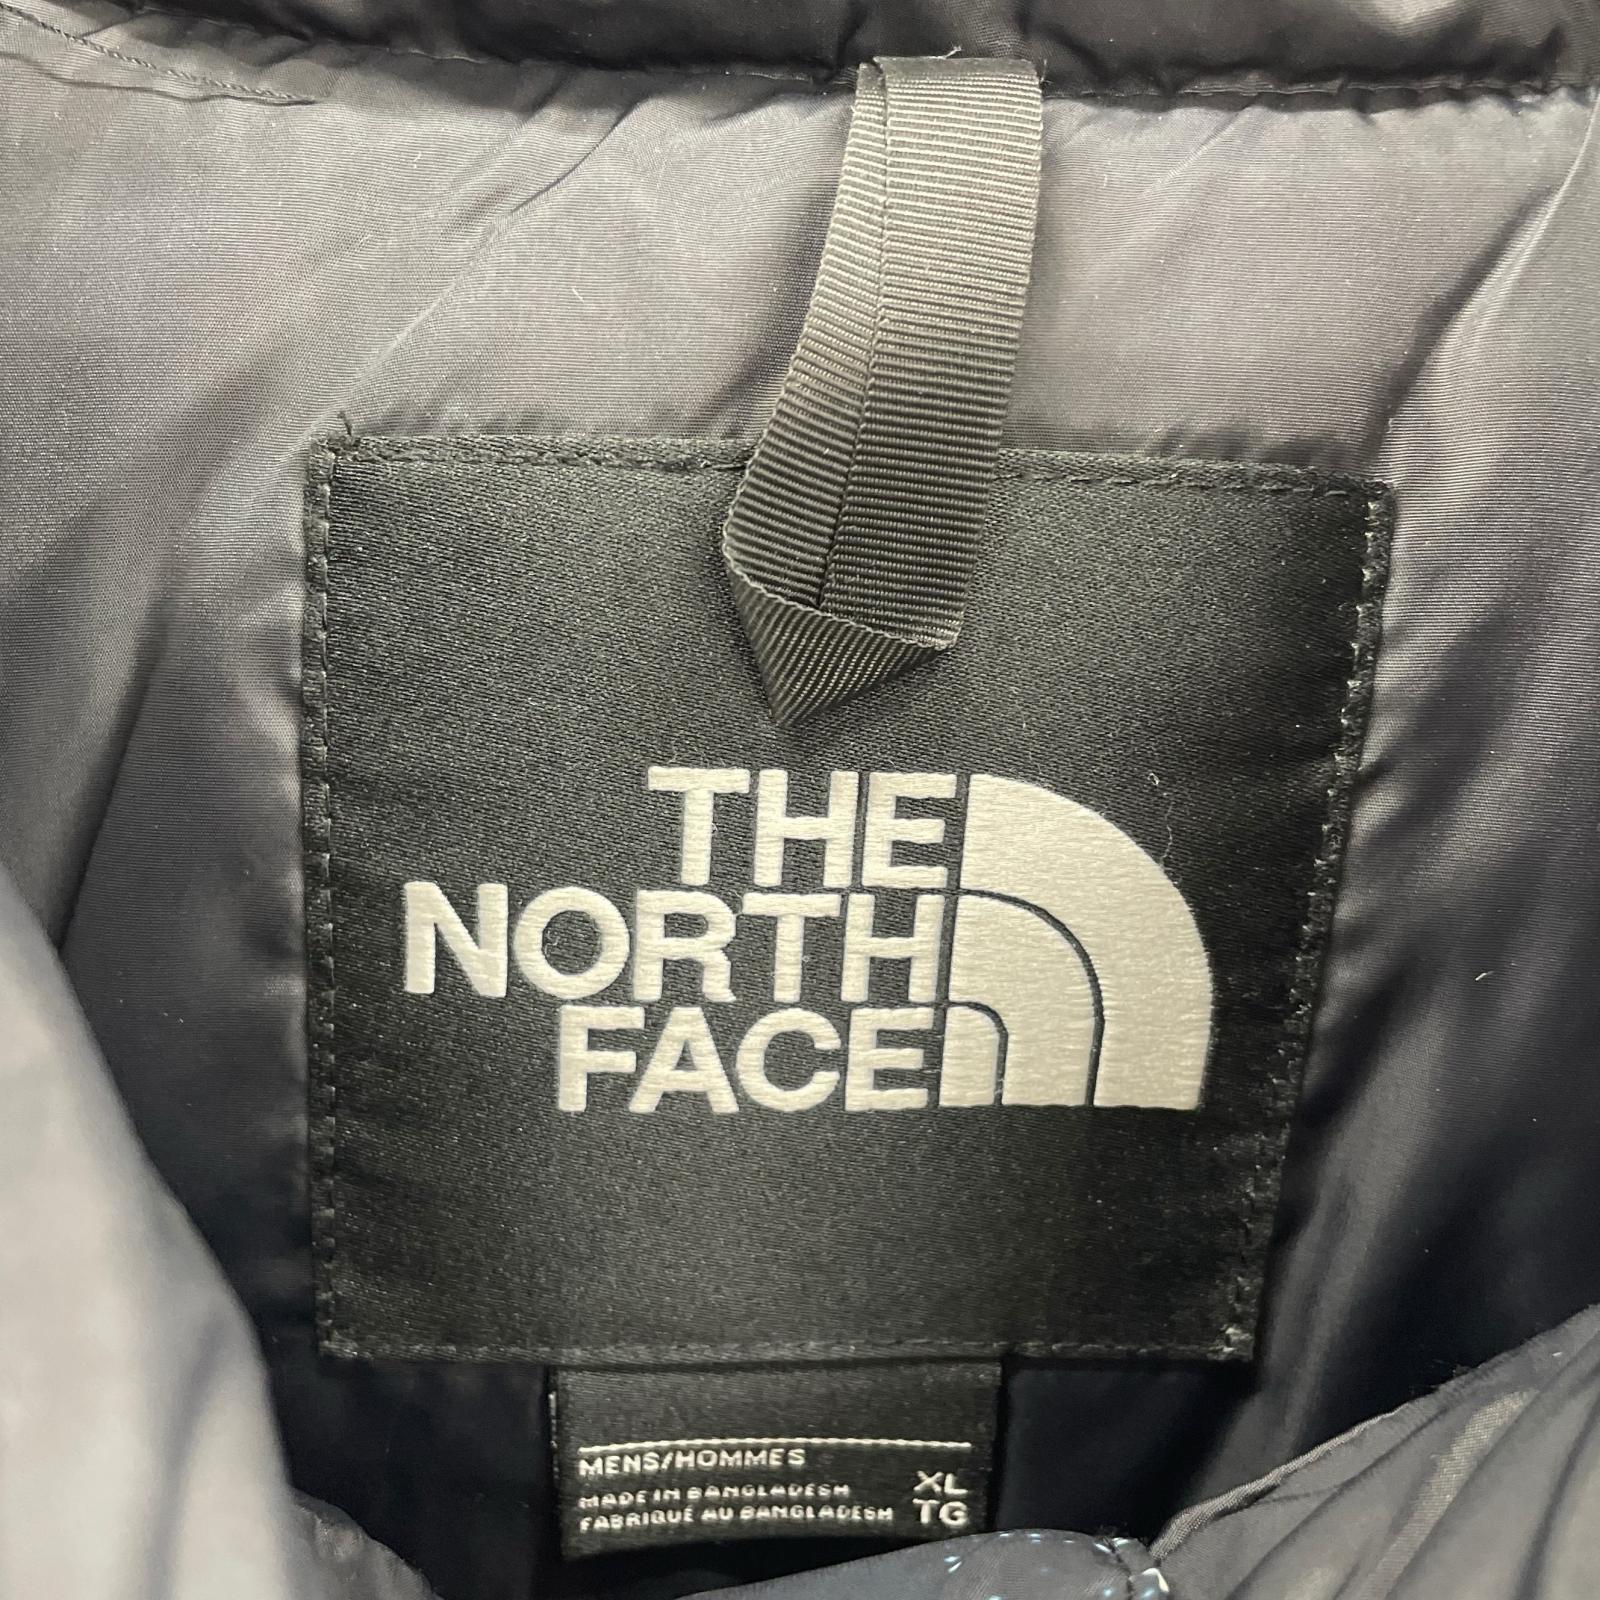 THE
NORTH
FACE
MENS/HOMMES
MADE IN BANGLADESH
FABRIQUÉ AU BANGLADESH
XL
TG